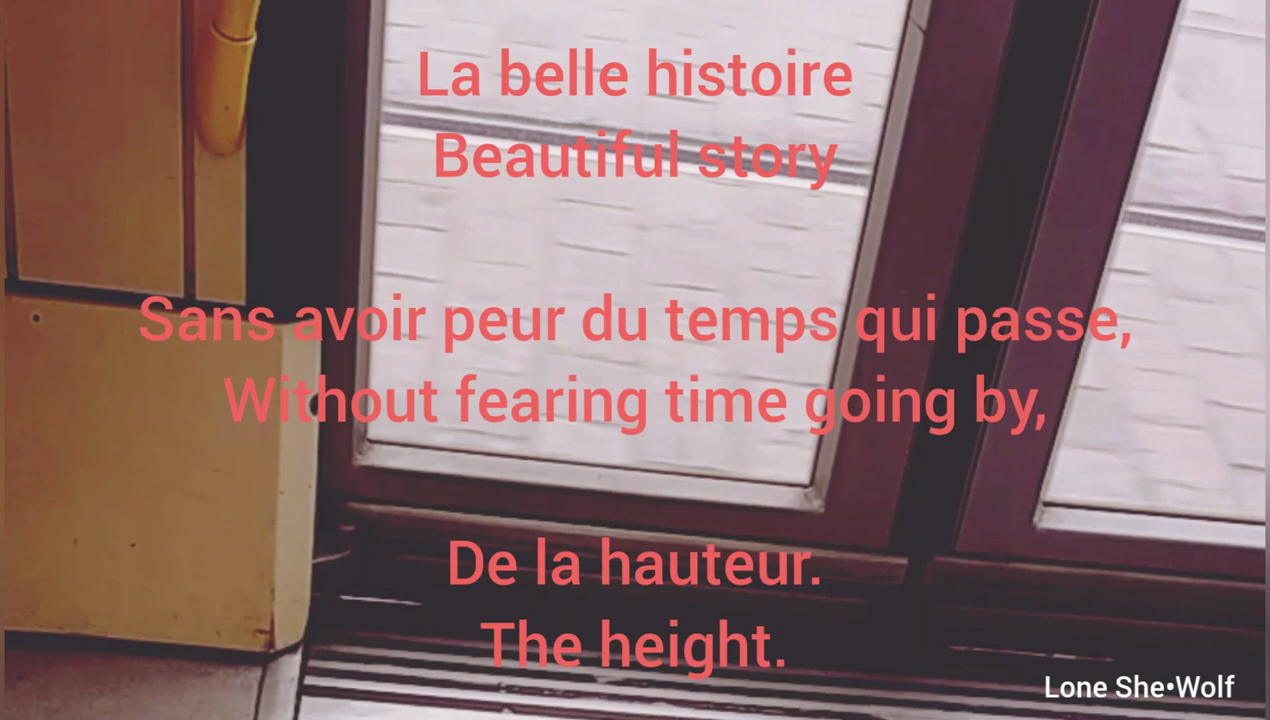 La belle histoire
Beautiful story
Sans avoir peur du temps qui passe,
Without fearing time going by,
De la hauteur.
The height.
Lone She•Wolf